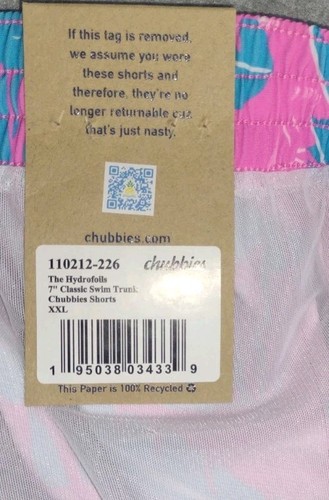 If this tag is removed,
we assume you wore
these shorts and
therefore, they're no
longer returnable cuz
that's just nasty.
chubbies.com
110212-226 chubbies
The Hydrofoils
7" Classic Swim Trunk
Chubbies Shorts
XXL
1 95038 03433 9
This Paper is 100% Recycled